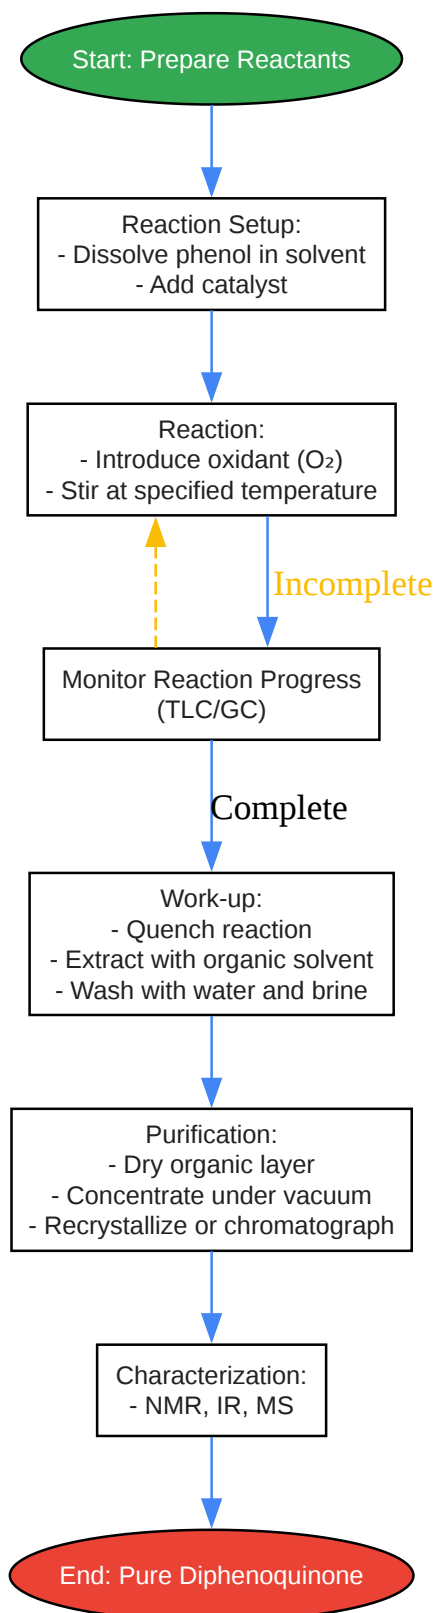 Start: Prepare Reactants
Reaction Setup:
- Dissolve phenol in solvent
- Add catalyst
Reaction:
- Introduce oxidant (O₂)
- Stir at specified temperature
Incomplete
Monitor Reaction Progress
(TLC/GC)
Complete
Work-up:
- Quench reaction
- Extract with organic solvent
- Wash with water and brine
Purification:
- Dry organic layer
- Concentrate under vacuum
- Recrystallize or chromatograph
Characterization:
- NMR, IR, MS
End: Pure Diphenoquinone